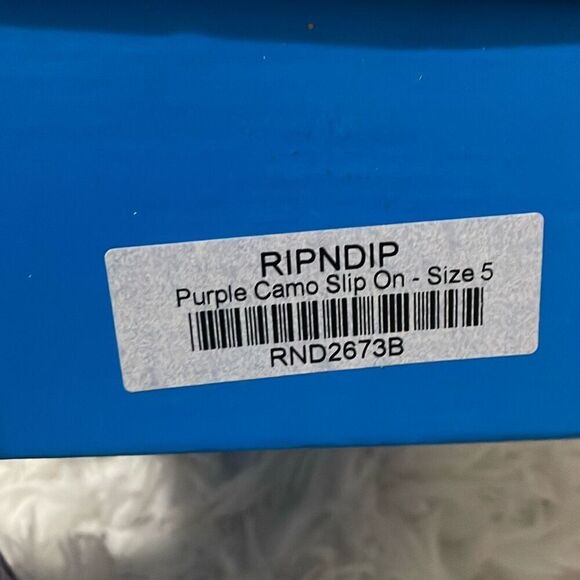 RIPNDIP
Purple Camo Slip On - Size 5
RND2673B